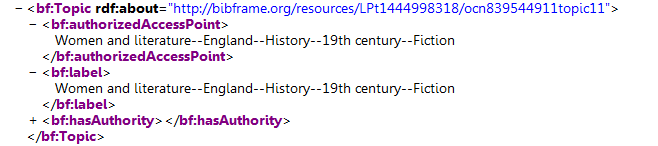 − <bf:Topic rdf:about="http://bibframe.org/resources/LPt1444998318/ocn839544911topic11">
− <bf:authorizedAccessPoint>
Women and literature--England--History--19th century--Fiction
</bf:authorizedAccessPoint>
− <bf:label>
Women and literature--England--History--19th century--Fiction
</bf:label>
+ <bf:hasAuthority></bf:hasAuthority>
</bf:Topic>